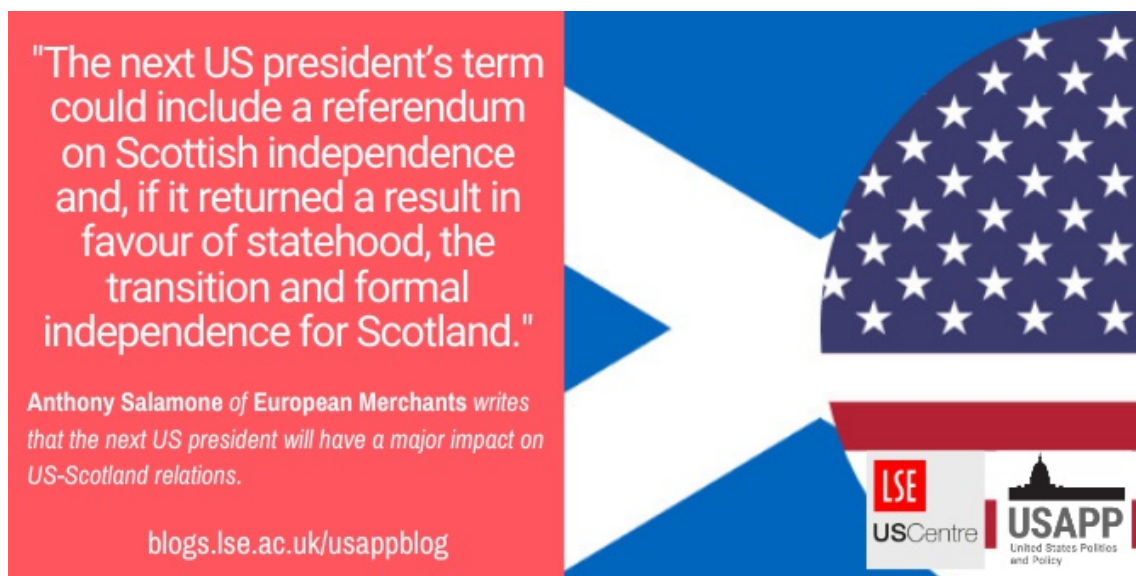 "The next US president’s term
could include a referendum
on Scottish independence
and, if it returned a result in
favour of statehood, the
transition and formal
independence for Scotland."
Anthony Salamone of European Merchants writes
that the next US president will have a major impact on
US-Scotland relations.
blogs.lse.ac.uk/usappblog
LSE
USCentre
USAPP
United States Politics
and Policy